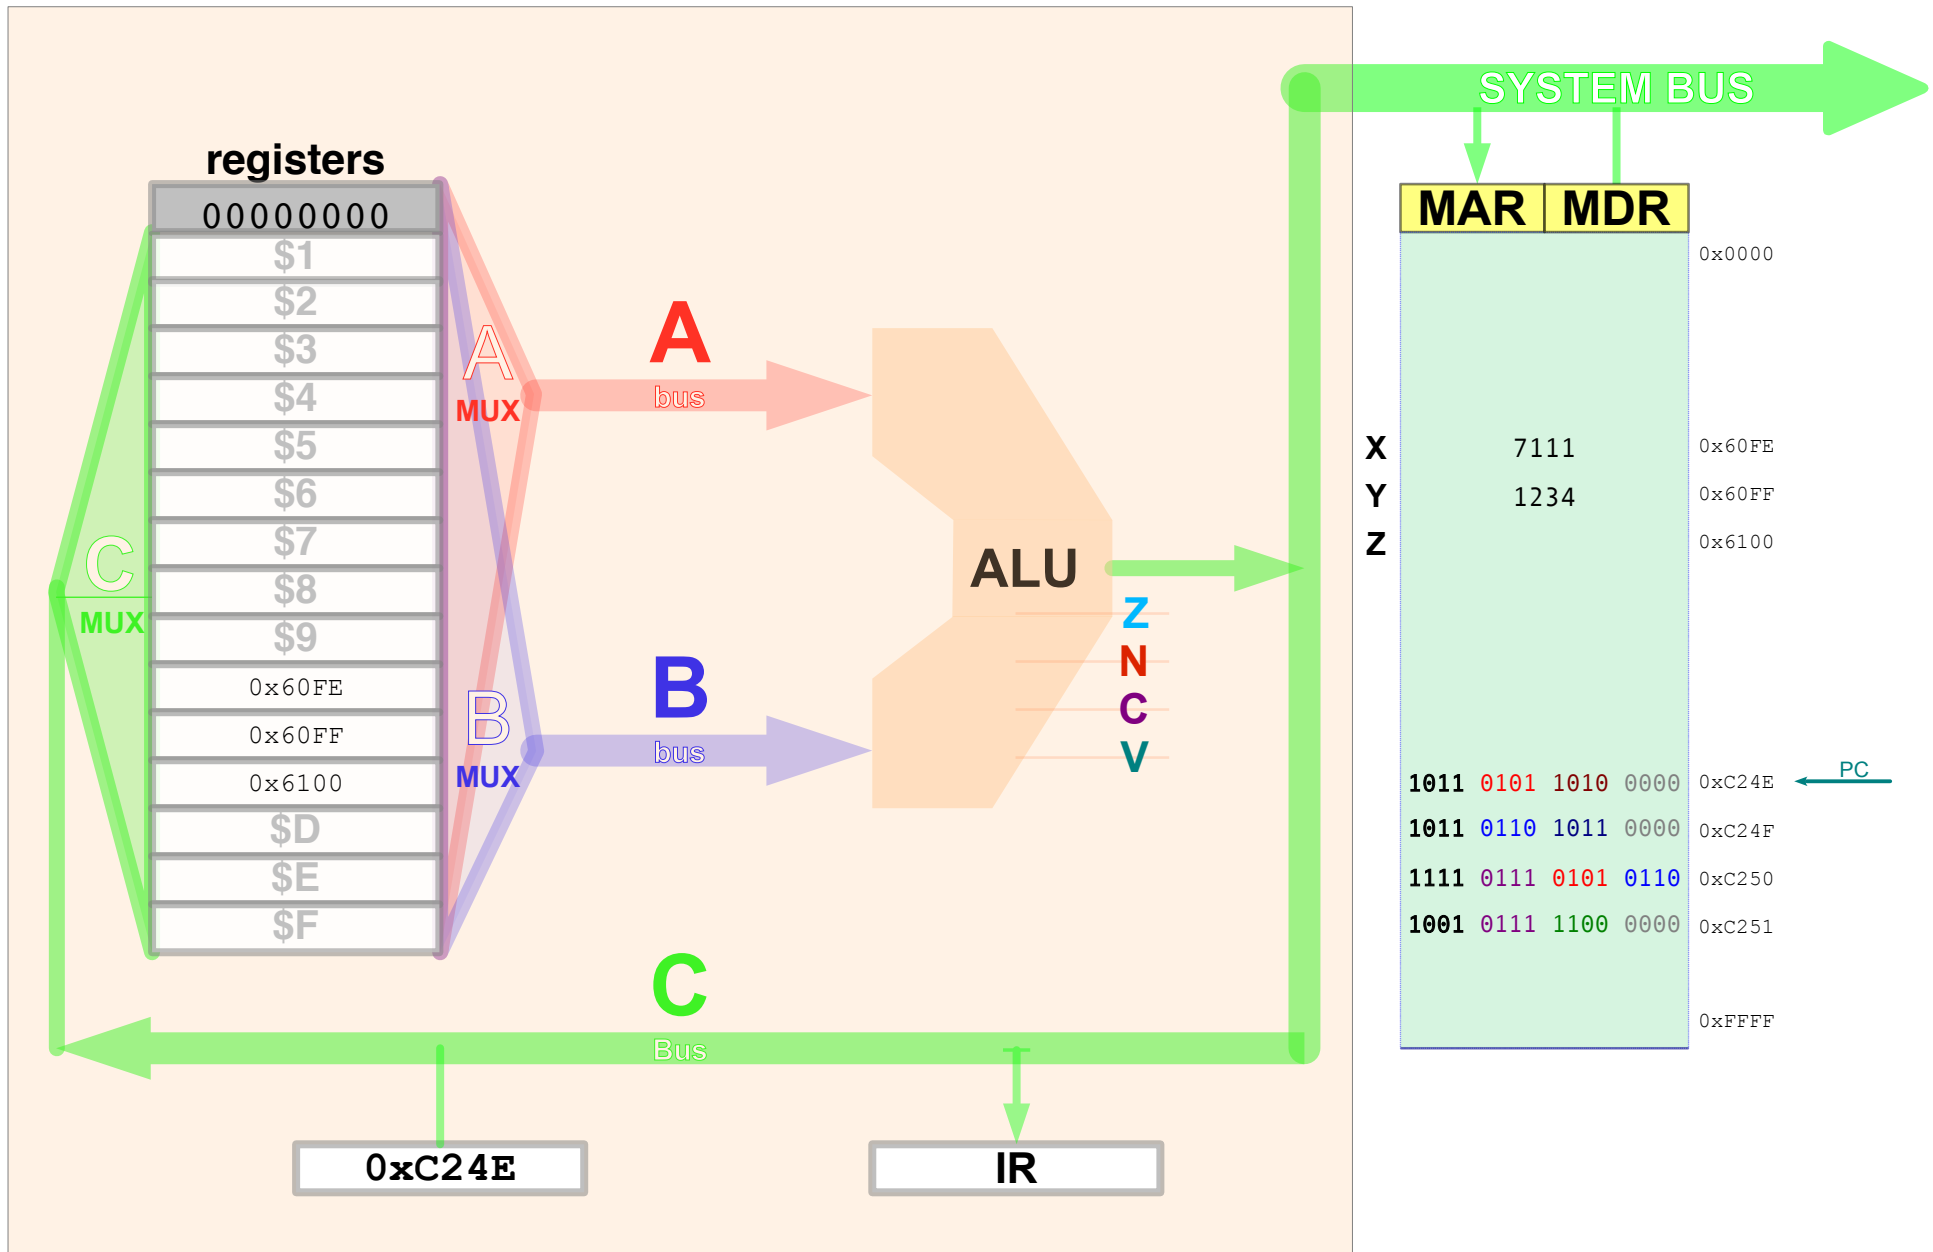 SYSTEM BUS
registers
00000000
$1
$2
$3
$4
$5
$6
$7
$8
$9
0x60FE
0x60FF
0x6100
$D
$E
$F
C
MUX
A
MUX
B
MUX
A
bus
B
bus
ALU
Z
N
C
V
C
Bus
0xC24E
IR
MAR MDR
0x0000
X 7111 0x60FE
Y 1234 0x60FF
Z 0x6100
1011 0101 1010 0000 0xC24E PC
1011 0110 1011 0000 0xC24F
1111 0111 0101 0110 0xC250
1001 0111 1100 0000 0xC251
0xFFFF